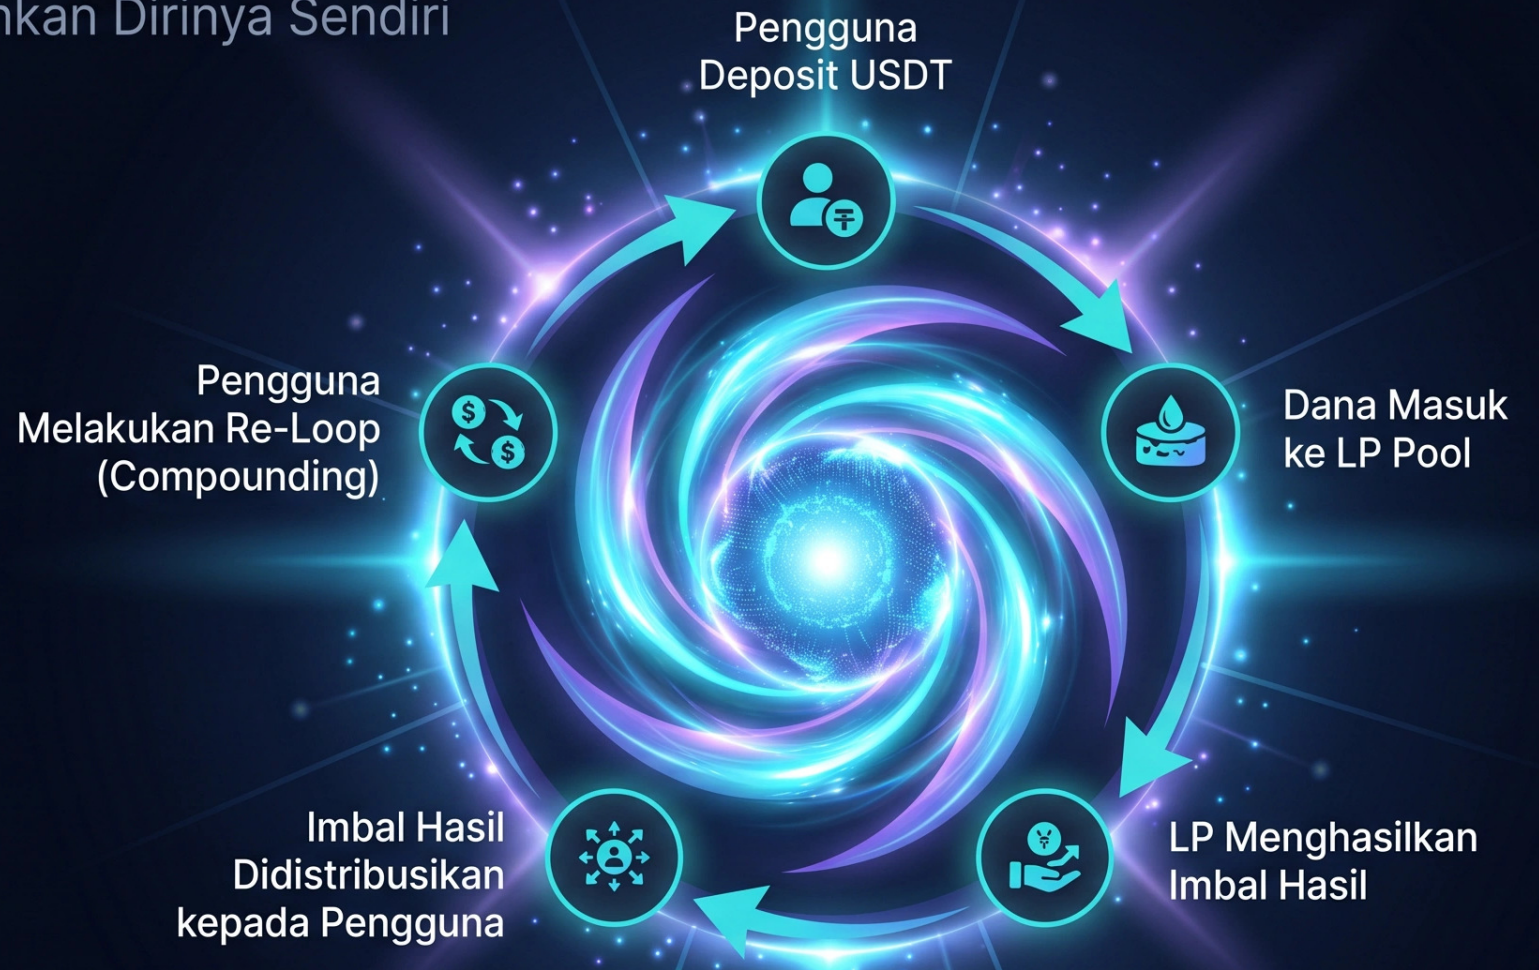 Dirinya Sendiri
Pengguna
Deposit USDT
Dana Masuk
ke LP Pool
LP Menghasilkan
Imbal Hasil
Imbal Hasil
Didistribusikan
kepada Pengguna
Pengguna
Melakukan Re-Loop
(Compounding)